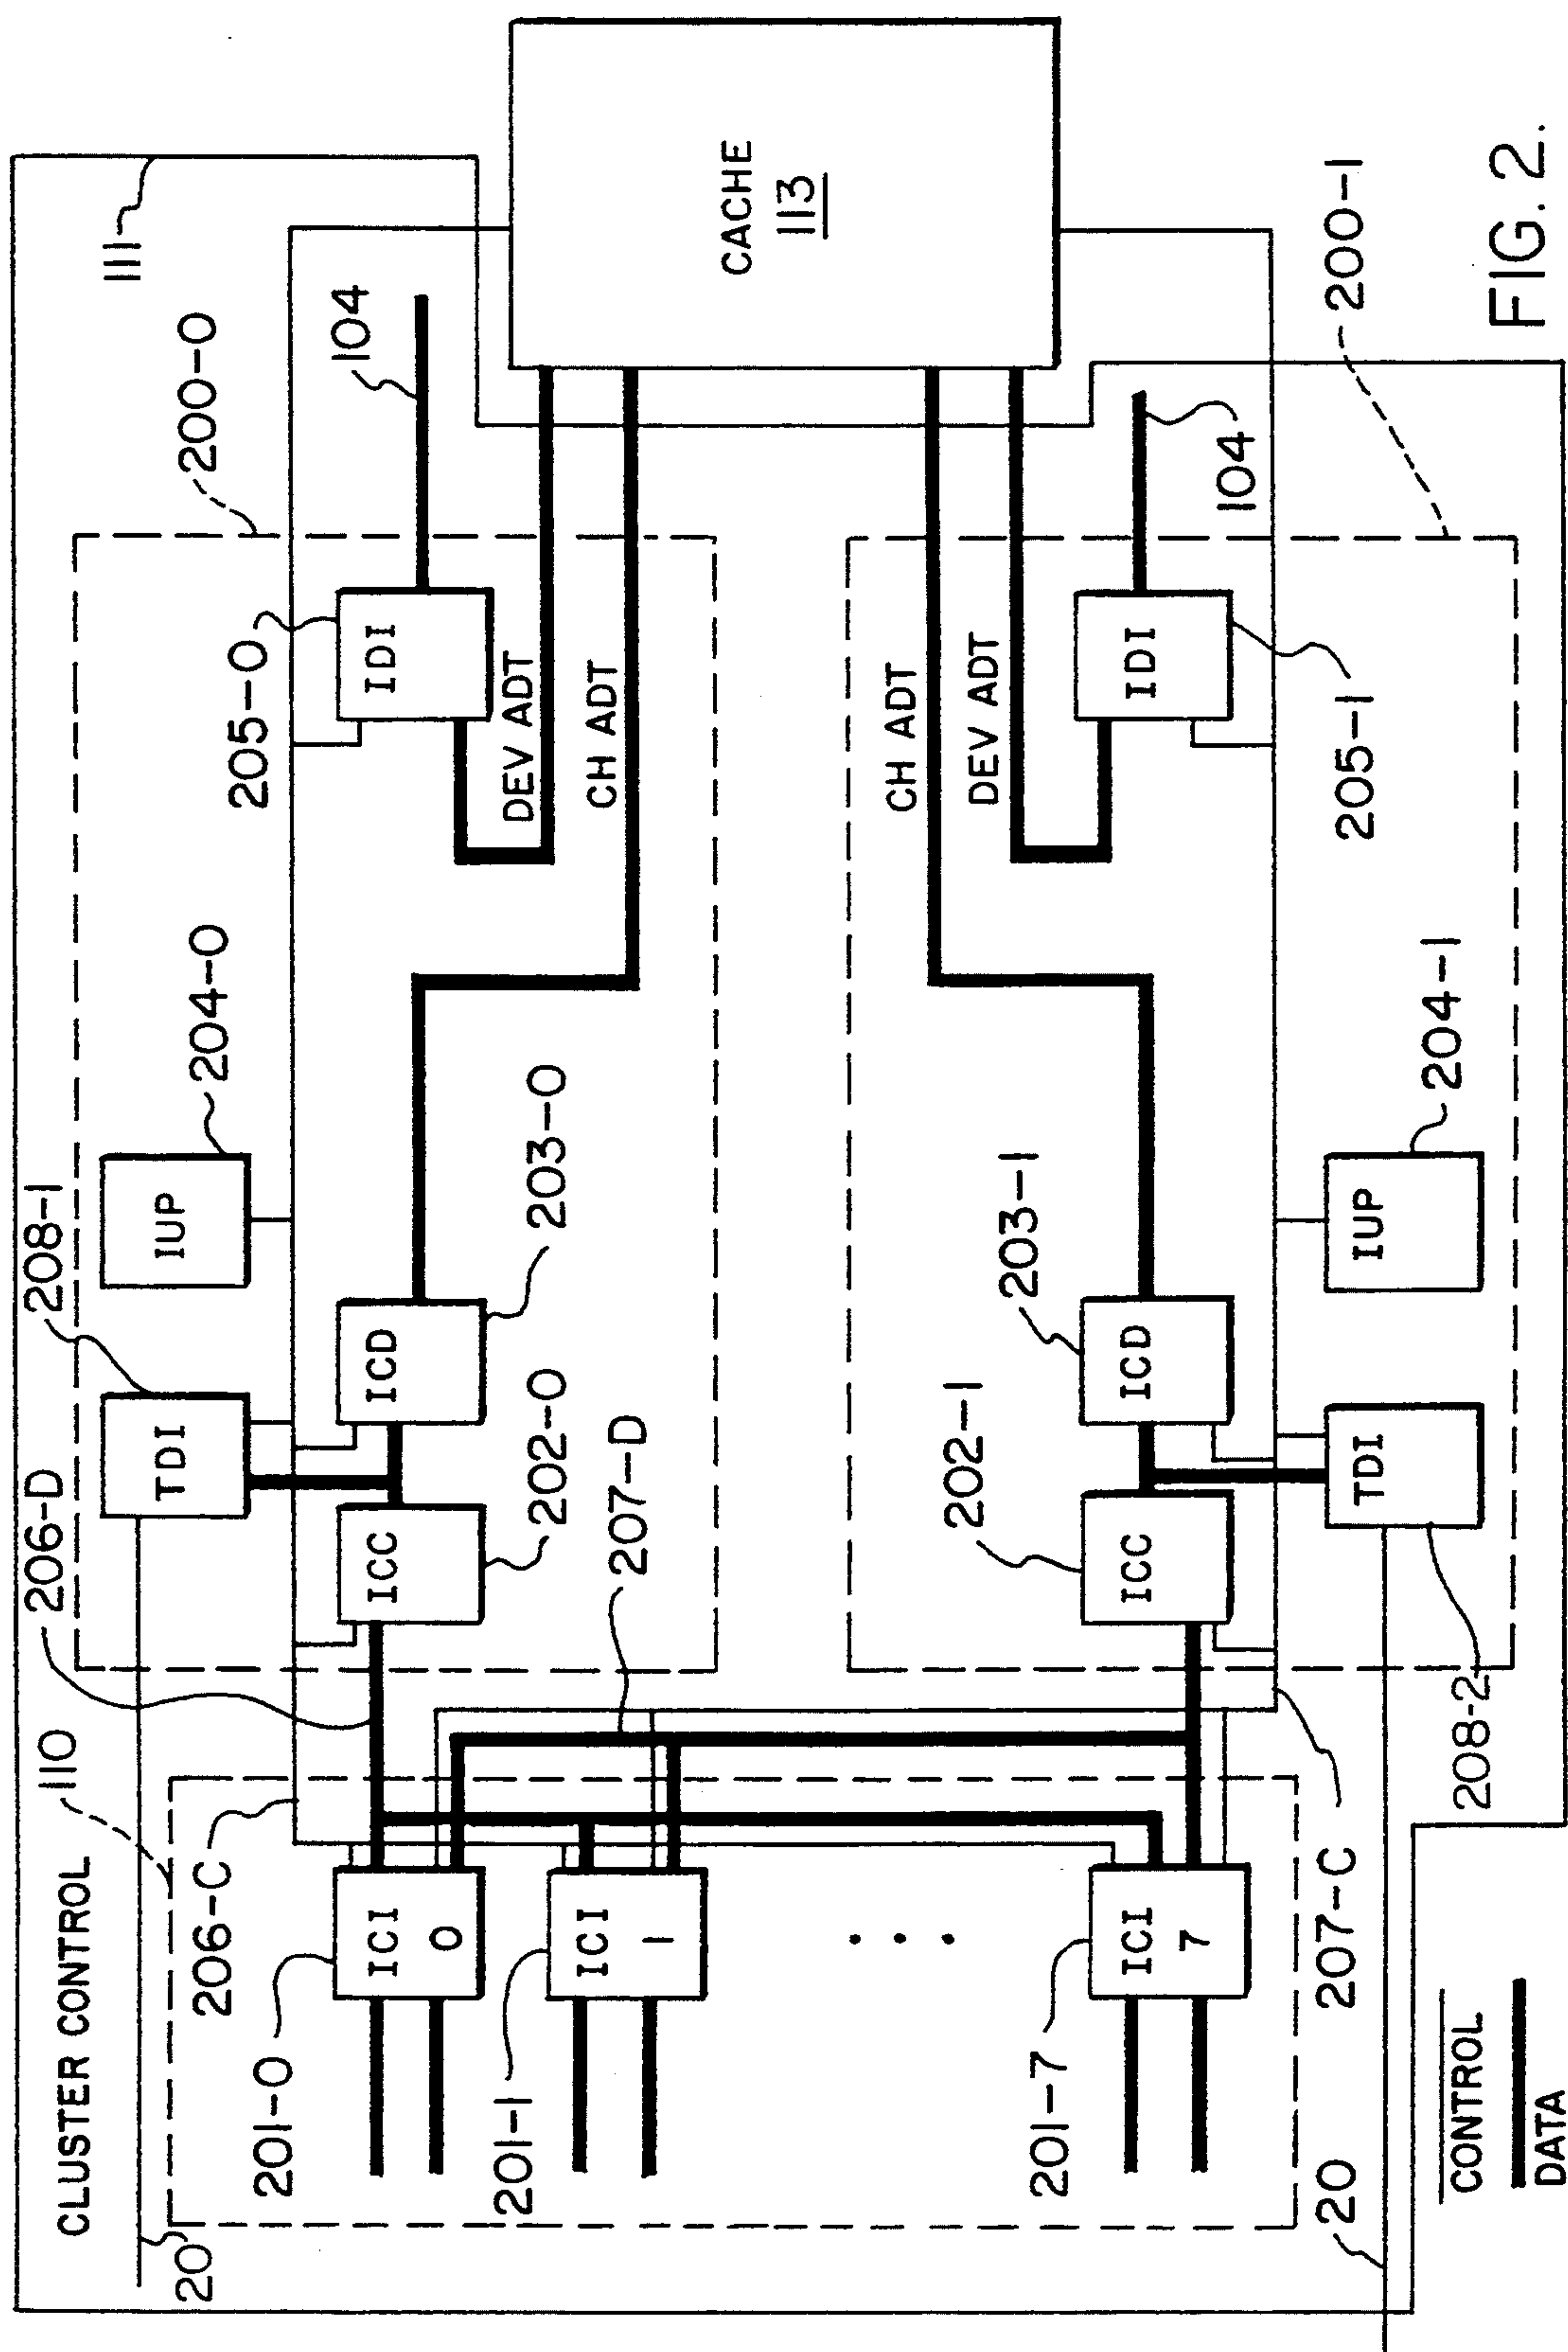 CLUSTER CONTROL
111
20
110
206-D
208-1
204-0
200-0
TDI
IUP
206-C
205-0
201-0
ICI
0
ICC
ICD
IDI
104
202-0
203-0
DEV ADT
CH ADT
207-D
201-1
ICI
1
CACHE
113
CH ADT
DEV ADT
202-1
203-1
201-7
ICI
7
ICC
ICD
IDI
104
207-C
205-1
20
TDI
IUP
208-2
204-1
200-1
CONTROL
DATA
FIG. 2.